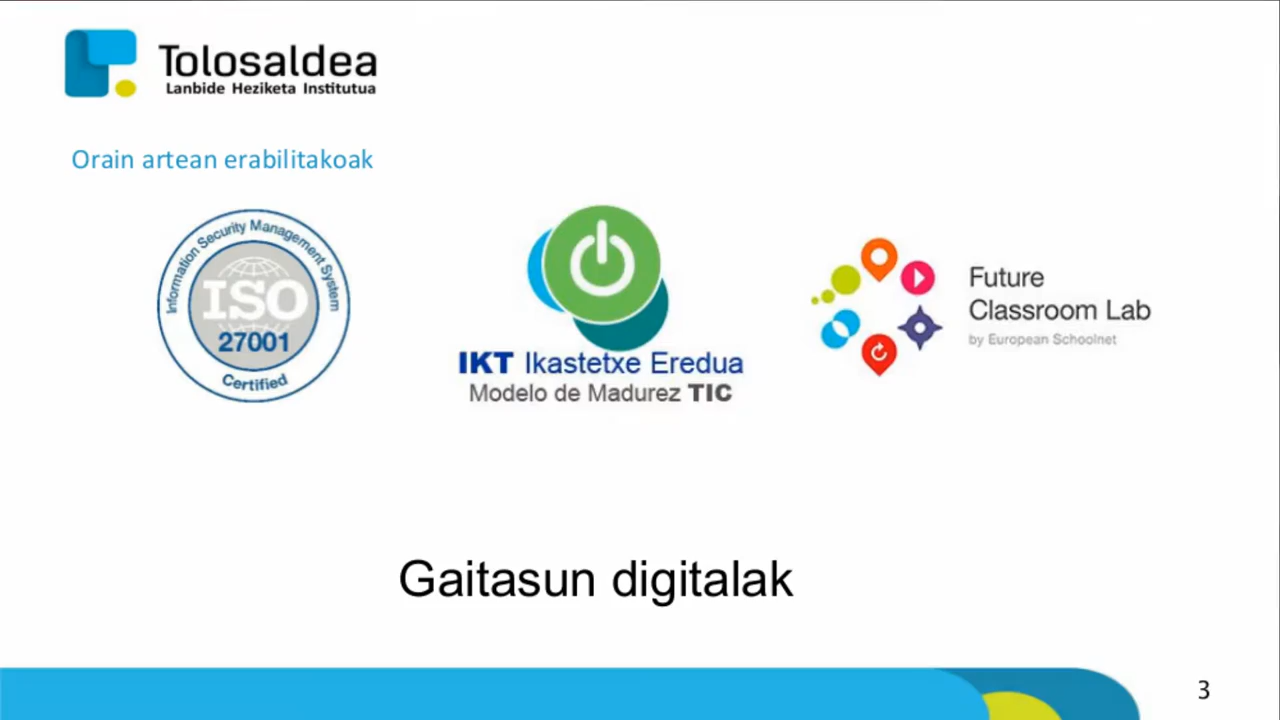 Tolosaldea
Lanbide Heziketa Institutua
Orain artean erabilitakoak
Information Security Management System
ISO
27001
Certified
IKT Ikastetxe Eredua
Modelo de Madurez TIC
Future
Classroom Lab
by European Schoolnet
Gaitasun digitalak
3